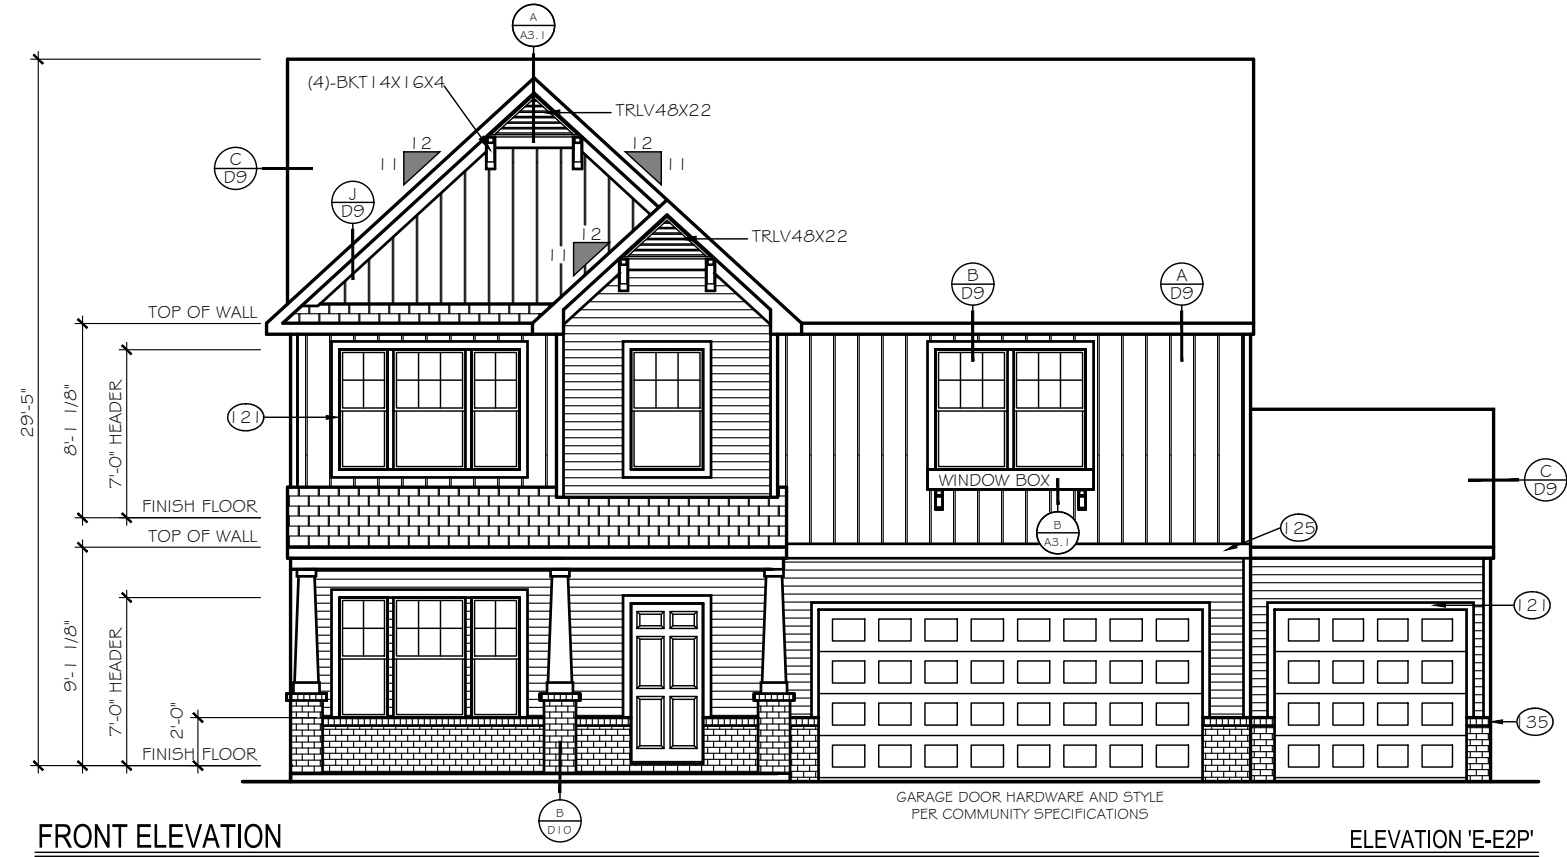 A
A3.1
(4)-BKT14X16X4
TRLV48X22
12
11
12
11
C
D9
J
D9
12
11
TRLV48X22
B
D9
A
D9
TOP OF WALL
29'-5"
8'-1 1/8"
7'-0" HEADER
121
WINDOW BOX
C
D9
FINISH FLOOR
TOP OF WALL
B
A3.1
125
9'-1 1/8"
7'-0" HEADER
2'-0"
121
135
FINISH FLOOR
B
D10
GARAGE DOOR HARDWARE AND STYLE
PER COMMUNITY SPECIFICATIONS
FRONT ELEVATION
ELEVATION 'E-E2P'